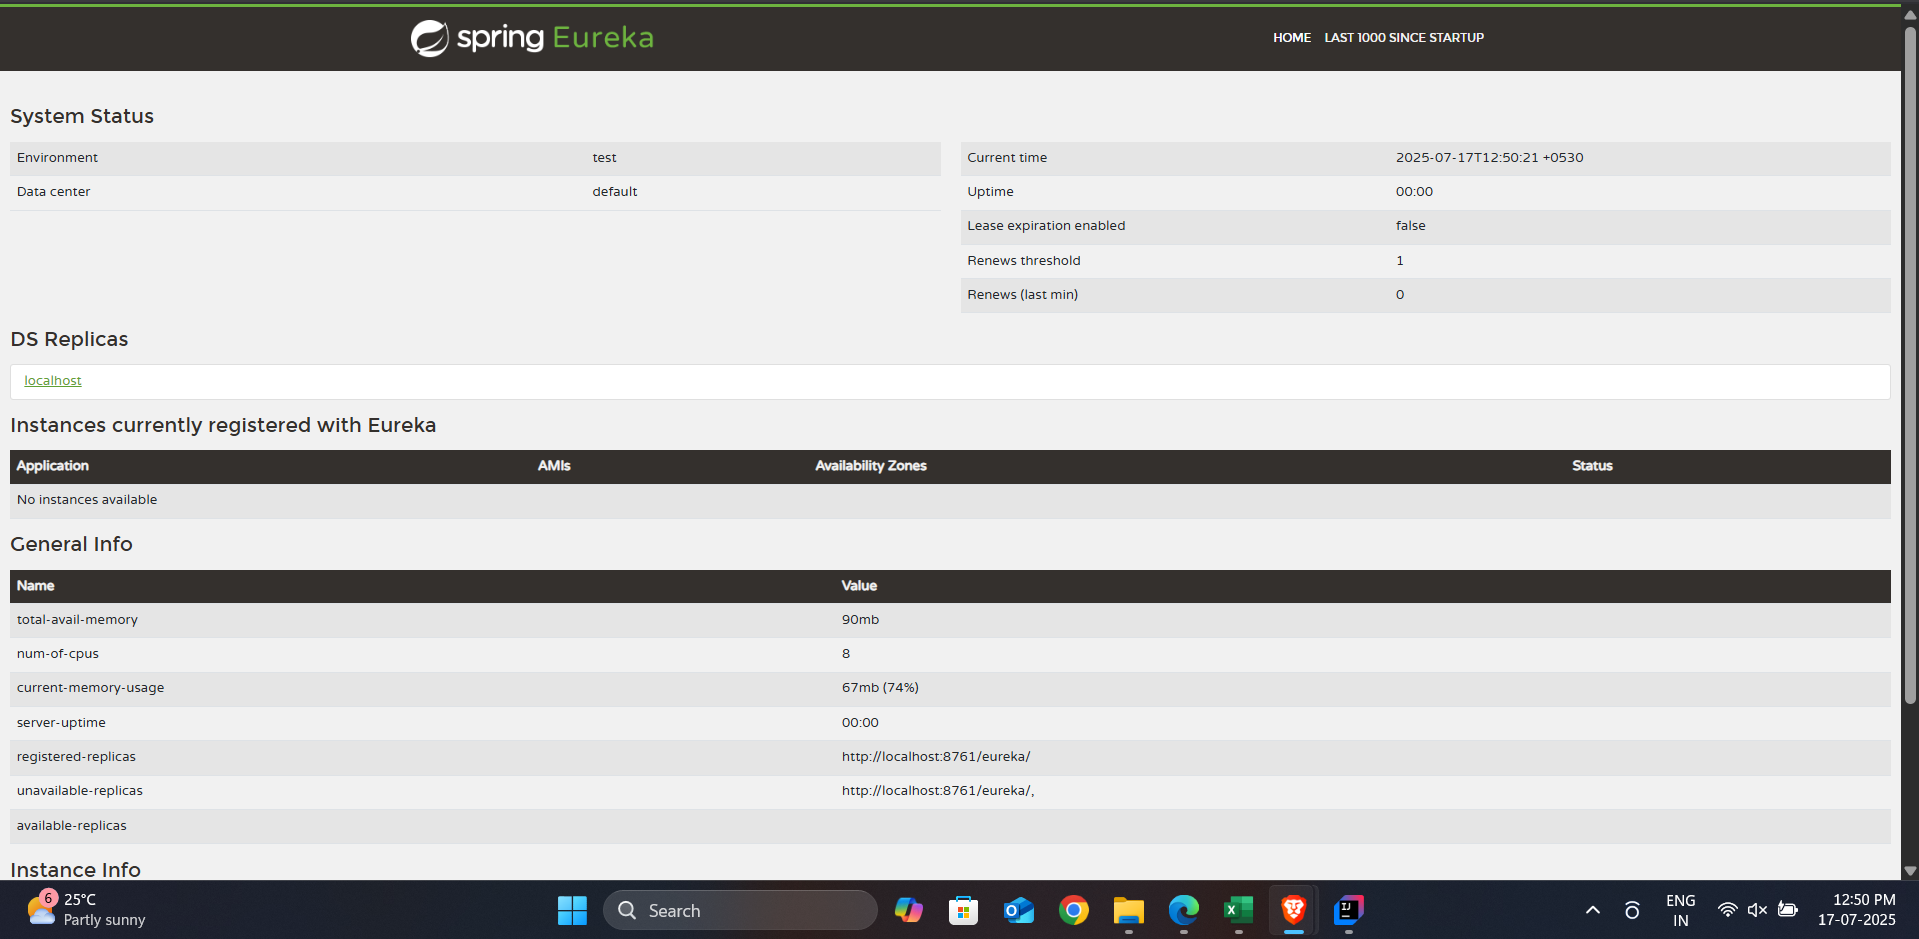 spring Eureka
HOME LAST 1000 SINCE STARTUP
System Status
Environment test
Data center default
Current time 2025-07-17T12:50:21 +0530
Uptime 00:00
Lease expiration enabled false
Renews threshold 1
Renews (last min) 0
DS Replicas
localhost
Instances currently registered with Eureka
Application AMIs Availability Zones Status
No instances available
General Info
Name Value
total-avail-memory 90mb
num-of-cpus 8
current-memory-usage 67mb (74%)
server-uptime 00:00
registered-replicas http://localhost:8761/eureka/
unavailable-replicas http://localhost:8761/eureka/,
available-replicas
Instance Info
6
25°C
Partly sunny
Search
ENG
IN
12:50 PM
17-07-2025